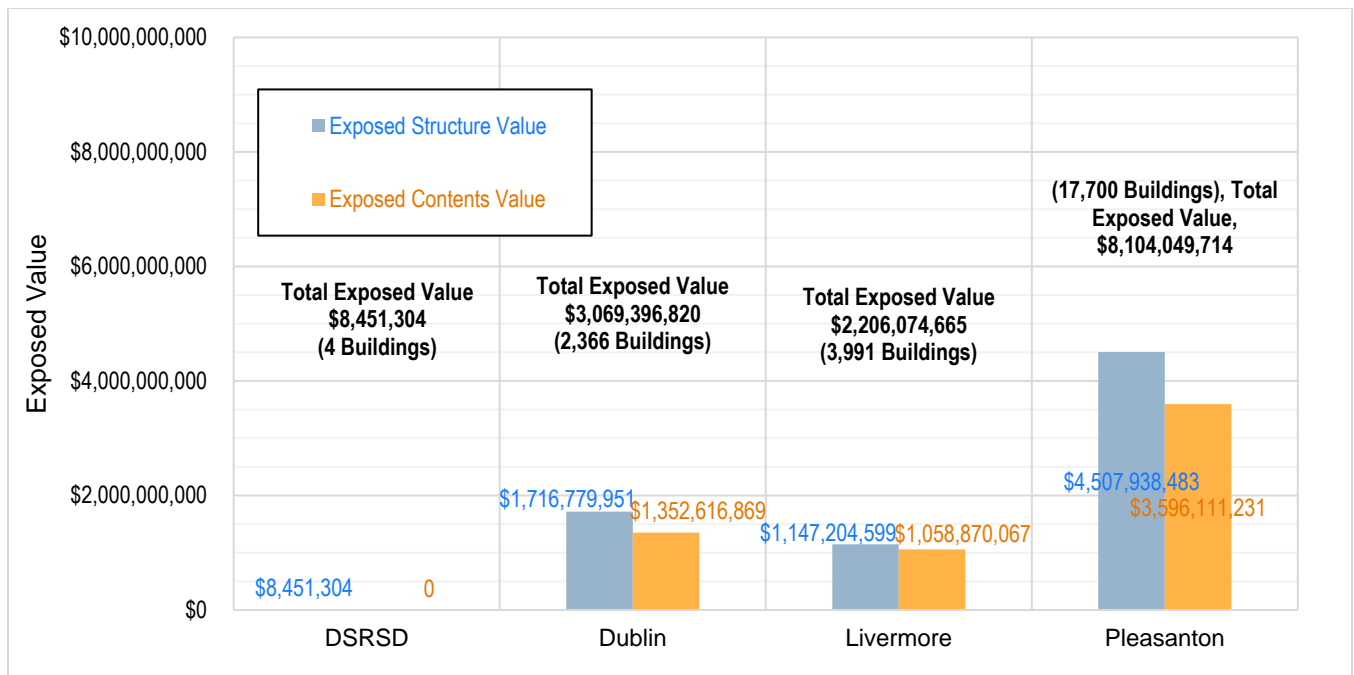 $10,000,000,000
$8,000,000,000
$6,000,000,000
$4,000,000,000
$2,000,000,000
$0
Exposed Value
Exposed Structure Value
Exposed Contents Value
Total Exposed Value
$8,451,304
(4 Buildings)
Total Exposed Value
$3,069,396,820
(2,366 Buildings)
Total Exposed Value
$2,206,074,665
(3,991 Buildings)
(17,700 Buildings), Total
Exposed Value,
$8,104,049,714
$8,451,304
0
$1,716,779,951
$1,352,616,869
$1,147,204,599
$1,058,870,067
$4,507,938,483
$3,596,111,231
DSRSD
Dublin
Livermore
Pleasanton